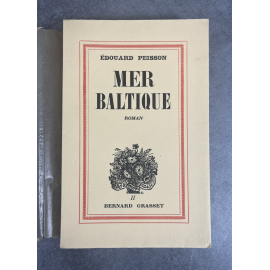 ÉDOUARD PEISSON
MER
BALTIQUE
ROMAN
II
BERNARD GRASSET